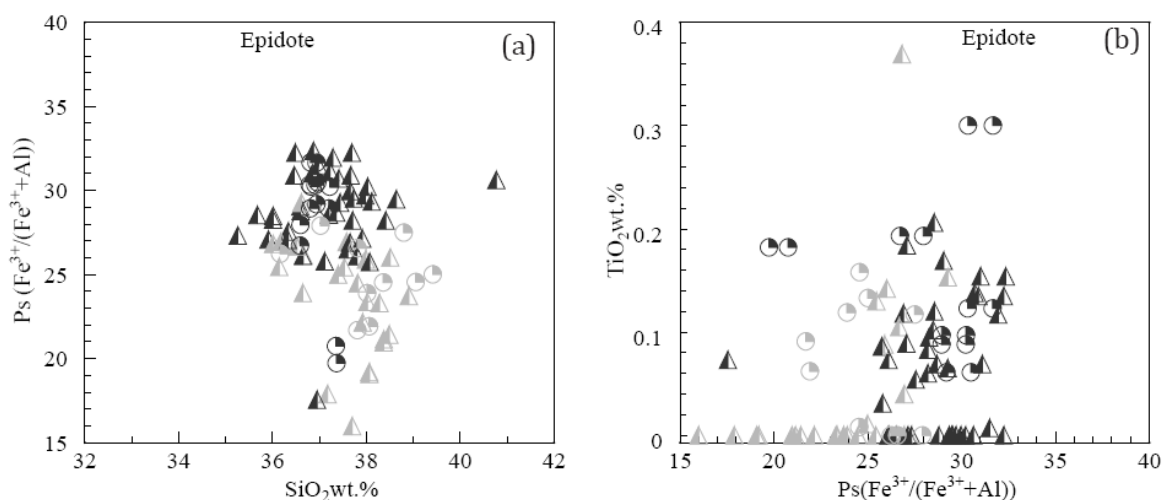 Epidote
(a)
Ps (Fe³⁺/(Fe³⁺+Al))
40
35
30
25
20
15
32
34
36
38
40
42
SiO₂wt.%
Epidote
(b)
TiO₂wt.%
0.4
0.3
0.2
0.1
0
15
20
25
30
35
40
Ps(Fe³⁺/(Fe³⁺+Al))